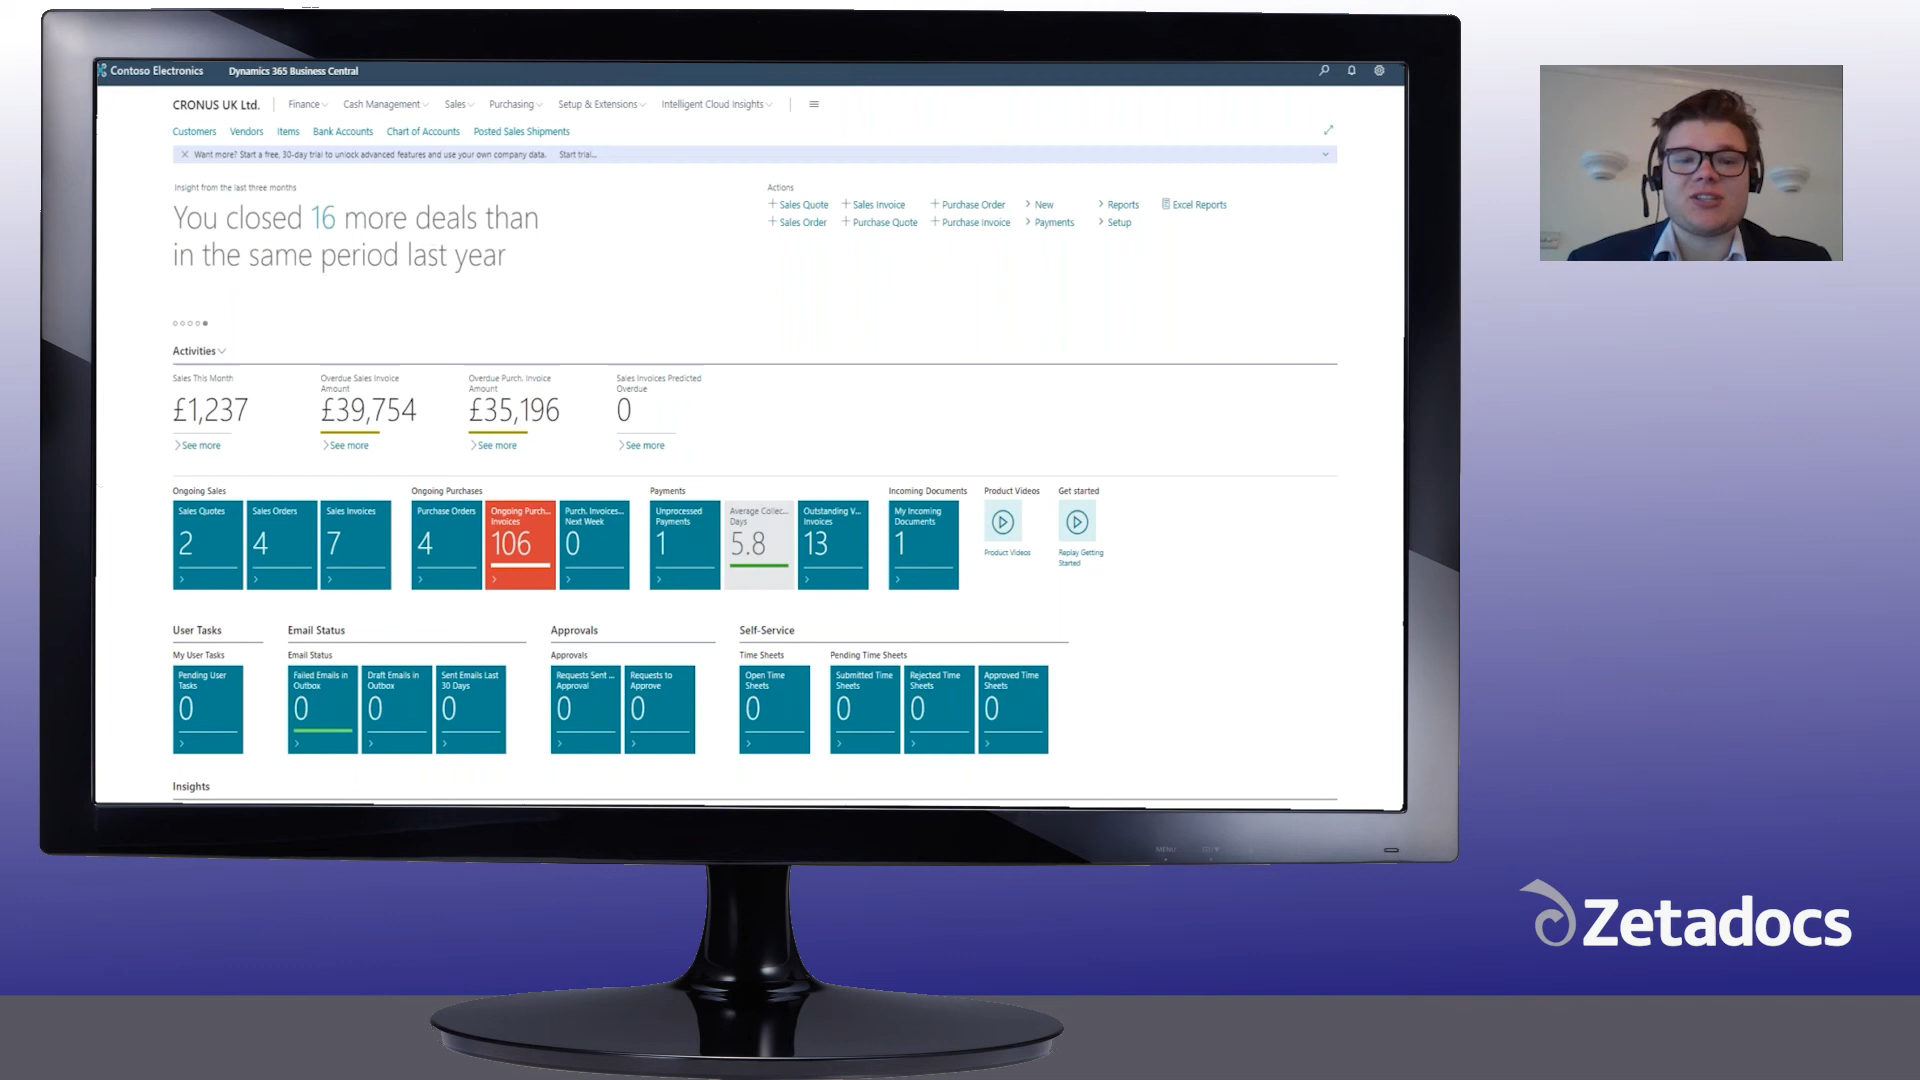 Contoso Electronics Dynamics 365 Business Central
CRONUS UK Ltd. Finance Cash Management Sales Purchasing Setup & Extensions Intelligent Cloud Insights
Customers Vendors Items Bank Accounts Chart of Accounts Posted Sales Shipments
Want more? Start a free, 30-day trial to unlock advanced features and use your own company data. Start trial...
Insight from the last three months
You closed 16 more deals than
in the same period last year
Actions
+ Sales Quote + Sales Invoice + Purchase Order > New > Reports Excel Reports
+ Sales Order + Purchase Quote + Purchase Invoice > Payments > Setup
Activities
Sales This Month
£1,237
> See more
Overdue Sales Invoice
Amount
£39,754
> See more
Overdue Purch. Invoice
Amount
£35,196
> See more
Sales Invoices Predicted
Overdue
0
> See more
Ongoing Sales
Sales Quotes
2
Sales Orders
4
Sales Invoices
7
Ongoing Purchases
Purchase Orders
4
Ongoing Purch...
Invoices
106
Purch. Invoices...
Next Week
0
Payments
Unprocessed
Payments
1
Average Collec...
Days
5.8
Outstanding V...
Invoices
13
Incoming Documents
My Incoming
Documents
1
Product Videos
Product Videos
Get started
Replay Getting
Started
User Tasks
My User Tasks
Pending User
Tasks
0
Email Status
Email Status
Failed Emails in
Outbox
0
Draft Emails in
Outbox
0
Sent Emails Last
30 Days
0
Approvals
Approvals
Requests Sent ...
Approval
0
Requests to
Approve
0
Self-Service
Time Sheets
Open Time
Sheets
0
Pending Time Sheets
Submitted Time
Sheets
0
Rejected Time
Sheets
0
Approved Time
Sheets
0
Insights
MENU
Zetadocs